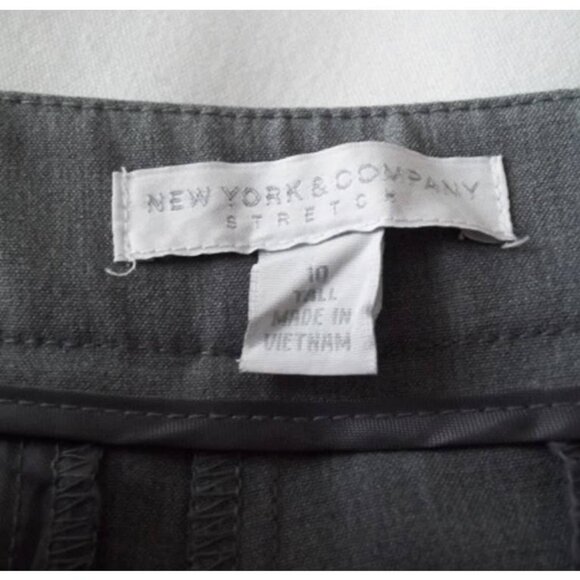 NEW YORK & COMPANY
STRETCH
10
TALL
MADE IN
VIETNAM